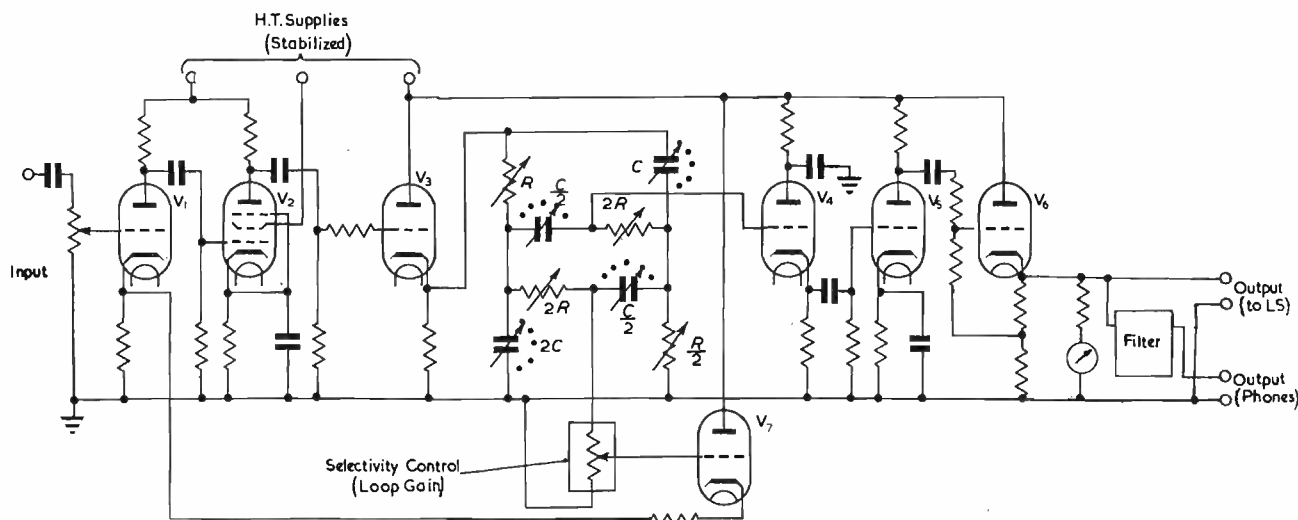 H.T. Supplies
(Stabilized)
V1
V2
V3
V4
V5
V6
V7
R
C/2
2R
C
2R
C/2
2C
R/2
Input
Output
(to LS)
Filter
Output
(Phones)
Selectivity Control
(Loop Gain)